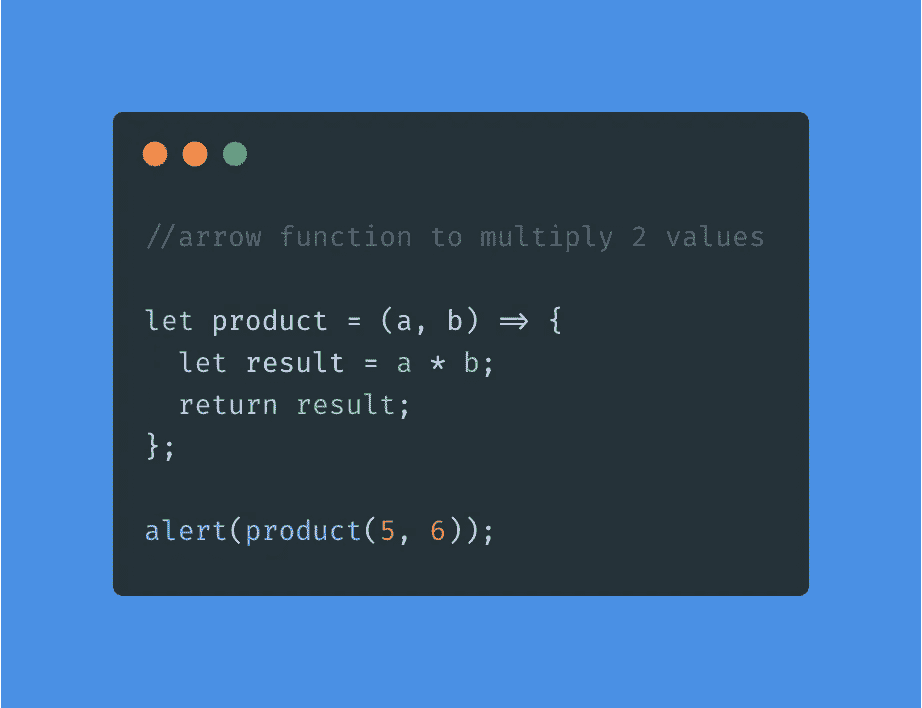 //arrow function to multiply 2 values
let product = (a, b) => {
  let result = a * b;
  return result;
};
alert(product(5, 6));